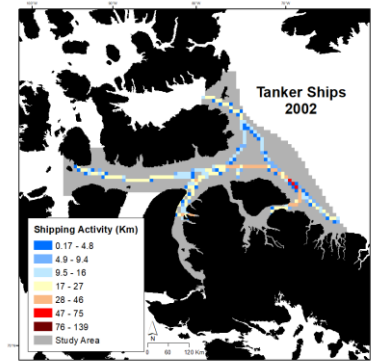 Tanker Ships
2002
Shipping Activity (Km)
0.17 - 4.8
4.9 - 9.4
9.5 - 16
17 - 27
28 - 46
47 - 75
76 - 139
Study Area
N
0 60 120 Km